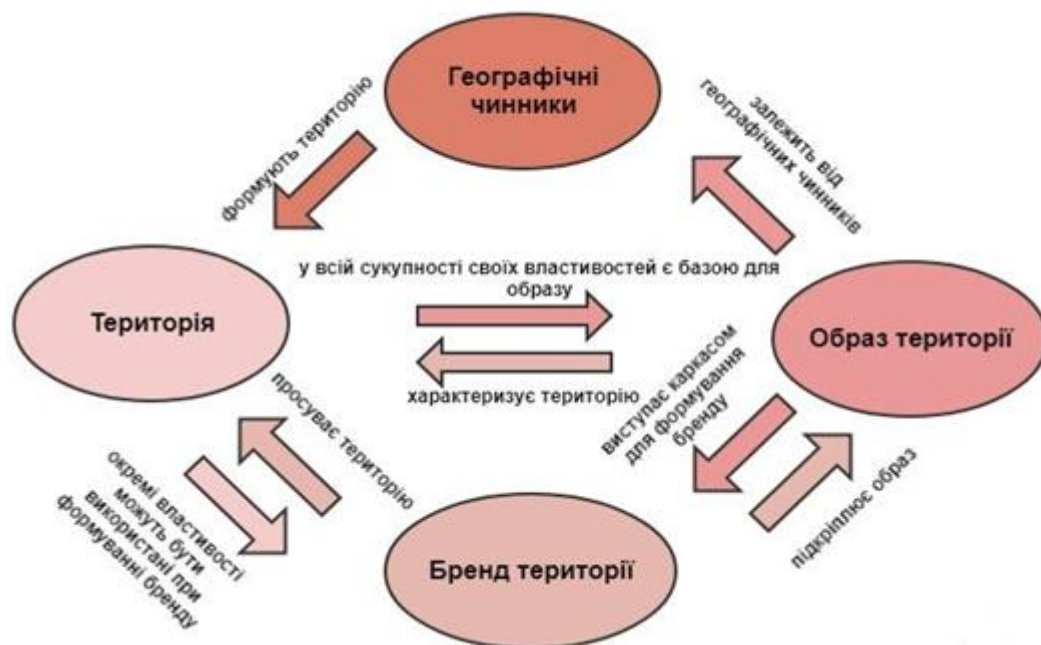 Географічні
чинники
формують територію
залежить від
географічних чинників
у всій сукупності своїх властивостей є базою для
образу
Територія
Образ території
характеризує територію
виступає каркасом
для формування
бренду
просуває територію
підкріплює образ
окремі властивості
можуть бути
використані при
формуванні бренду
Бренд території